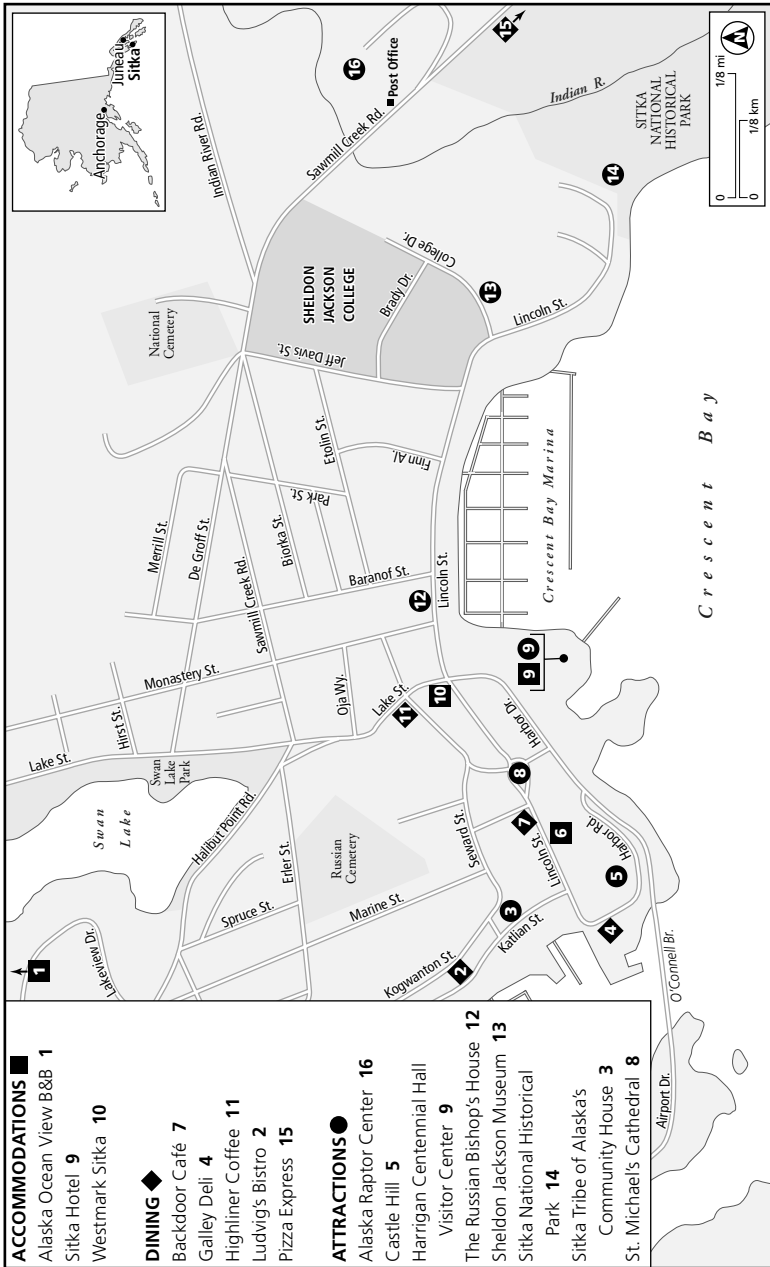 ACCOMMODATIONS
Alaska Ocean View B&B 1
Sitka Hotel 9
Westmark Sitka 10
DINING
Backdoor Café 7
Galley Deli 4
Highliner Coffee 11
Ludvig's Bistro 2
Pizza Express 15
ATTRACTIONS
Alaska Raptor Center 16
Castle Hill 5
Harrigan Centennial Hall
Visitor Center 9
The Russian Bishop's House 12
Sheldon Jackson Museum 13
Sitka National Historical
Park 14
Sitka Tribe of Alaska's
Community House 3
St. Michael's Cathedral 8
1
Lakeview Dr.
Swan
Lake
Halibut Point Rd.
Swan
Lake
Park
Lake St.
Hirst St.
Monastery St.
Merrill St.
De Groff St.
Sawmill Creek Rd.
Biorka St.
Park St.
Etolin St.
Finn Al.
Baranof St.
Lincoln St.
12
National
Cemetery
Indian River Rd.
Jeff Davis St.
SHELDON
JACKSON
COLLEGE
Brady Dr.
College Dr.
13
Lincoln St.
Sawmill Creek Rd.
Post Office
16
15
Indian R.
SITKA
NATIONAL
HISTORICAL
PARK
14
Spruce St.
Erler St.
Russian
Cemetery
Marine St.
Oja Wy.
Lake St.
11
10
Seward St.
Kogwanton St.
2
3
Katlian St.
8
7
Lincoln St.
6
Harbor Dr.
Harbor Rd.
5
4
9
9
O'Connell Br.
Airport Dr.
Crescent Bay Marina
Crescent Bay
Anchorage
Juneau
Sitka
0
1/8 mi
0
1/8 km
N